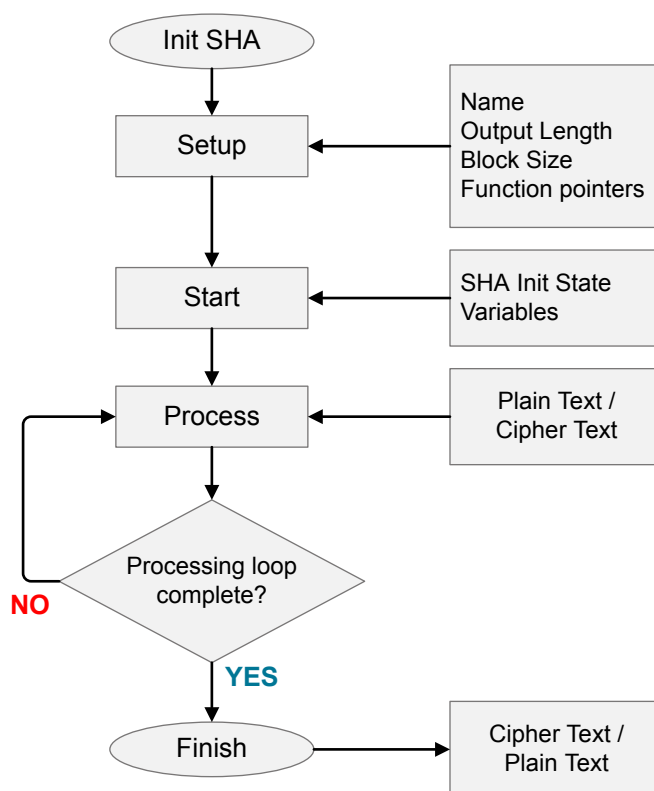 Init SHA
Setup
Name
Output Length
Block Size
Function pointers
Start
SHA Init State
Variables
Process
Plain Text /
Cipher Text
Processing loop
complete?
NO
YES
Finish
Cipher Text /
Plain Text